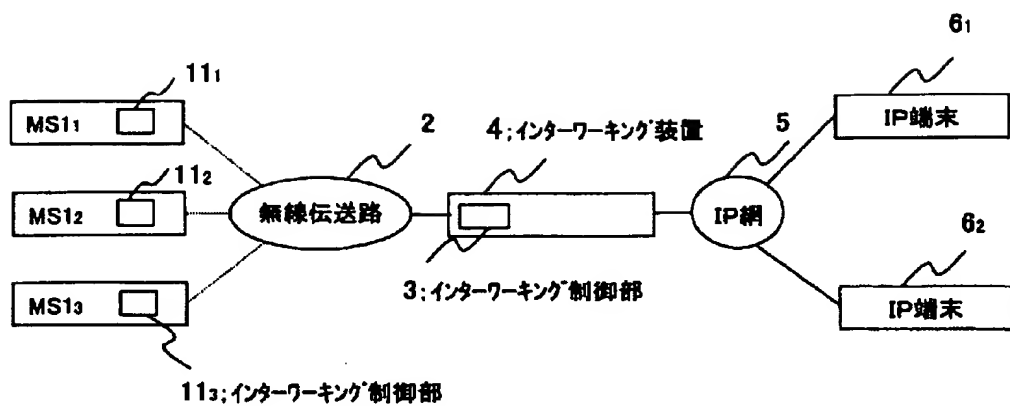 6₁
11₁
2
4;インターワーキング装置
5
MS1₁
IP端末
11₂
MS1₂
無線伝送路
IP網
6₂
3;インターワーキング制御部
MS1₃
IP端末
11₃;インターワーキング制御部